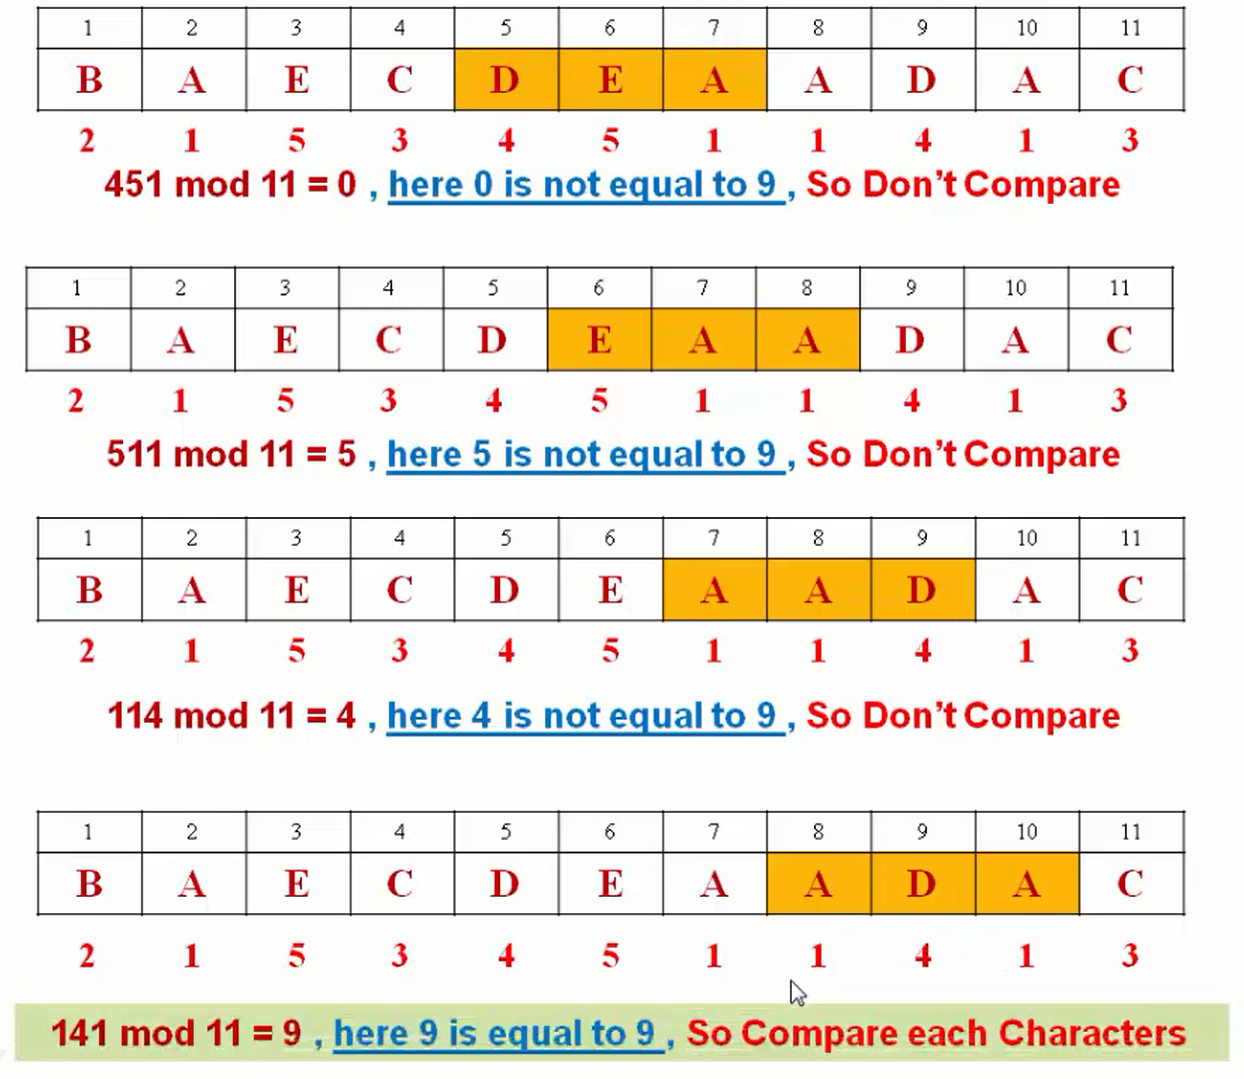 1 2 3 4 5 6 7 8 9 10 11
B A E C D E A A D A C
2 1 5 3 4 5 1 1 4 1 3
451 mod 11 = 0 , here 0 is not equal to 9 , So Don’t Compare
1 2 3 4 5 6 7 8 9 10 11
B A E C D E A A D A C
2 1 5 3 4 5 1 1 4 1 3
511 mod 11 = 5 , here 5 is not equal to 9 , So Don’t Compare
1 2 3 4 5 6 7 8 9 10 11
B A E C D E A A D A C
2 1 5 3 4 5 1 1 4 1 3
114 mod 11 = 4 , here 4 is not equal to 9 , So Don’t Compare
1 2 3 4 5 6 7 8 9 10 11
B A E C D E A A D A C
2 1 5 3 4 5 1 1 4 1 3
141 mod 11 = 9 , here 9 is equal to 9 , So Compare each Characters